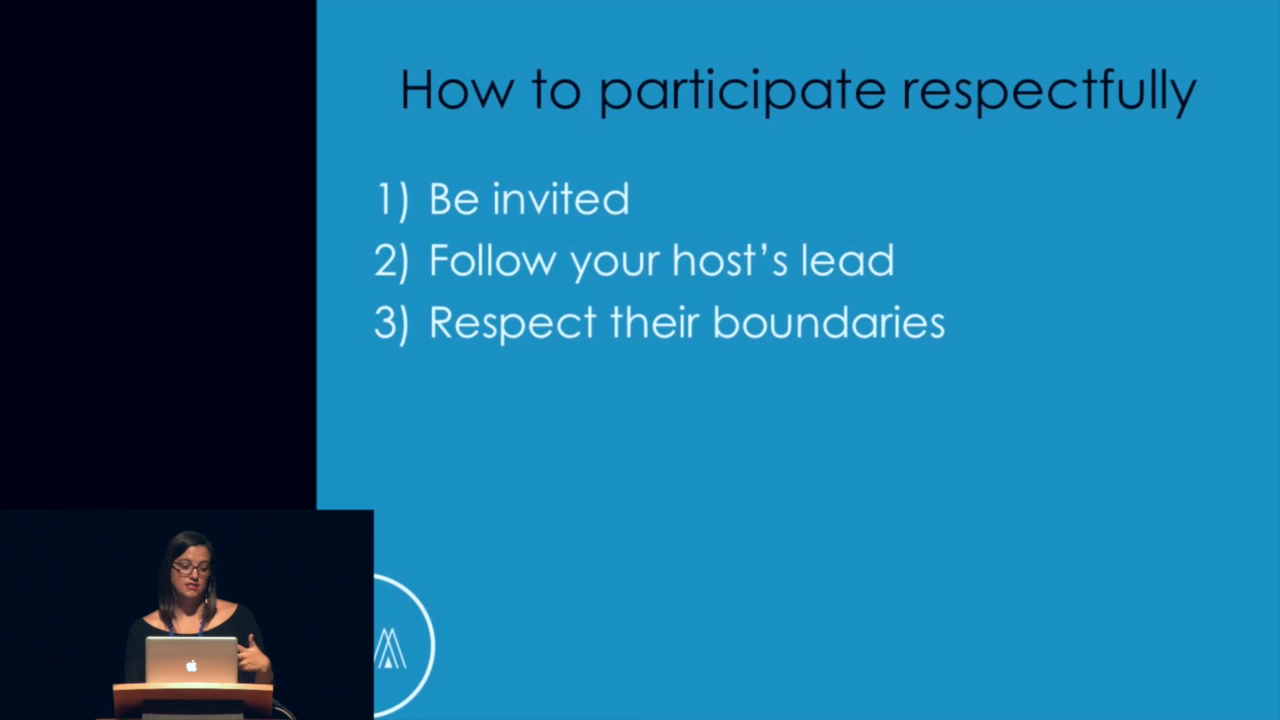 How to participate respectfully
1) Be invited
2) Follow your host's lead
3) Respect their boundaries